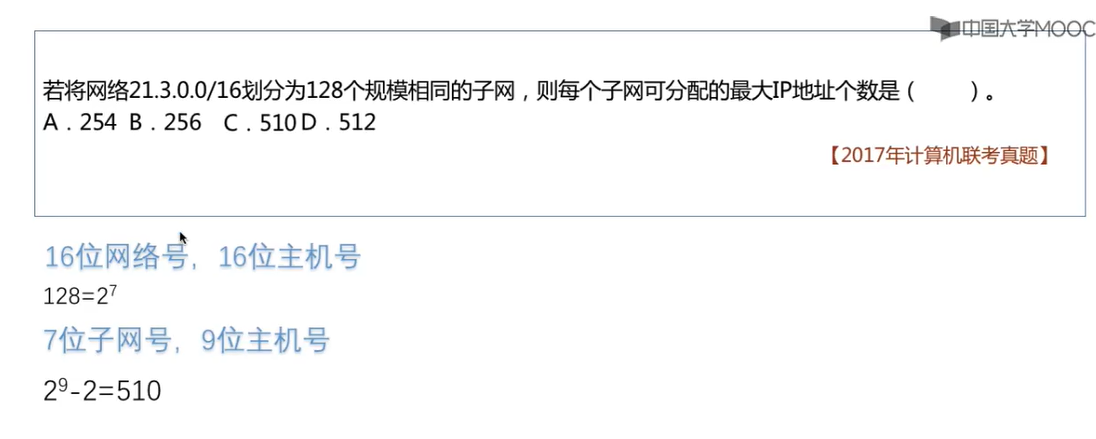 中国大学MOOC
若将网络21.3.0.0/16划分为128个规模相同的子网，则每个子网可分配的最大IP地址个数是（　　）。
A．254 B．256 C．510 D．512
【2017年计算机联考真题】
16位网络号，16位主机号
128=2⁷
7位子网号，9位主机号
2⁹-2=510